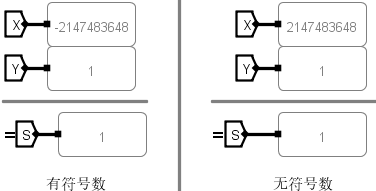 X -2147483648
Y 1
= S 1
有符号数
X 2147483648
Y 1
= S 1
无符号数